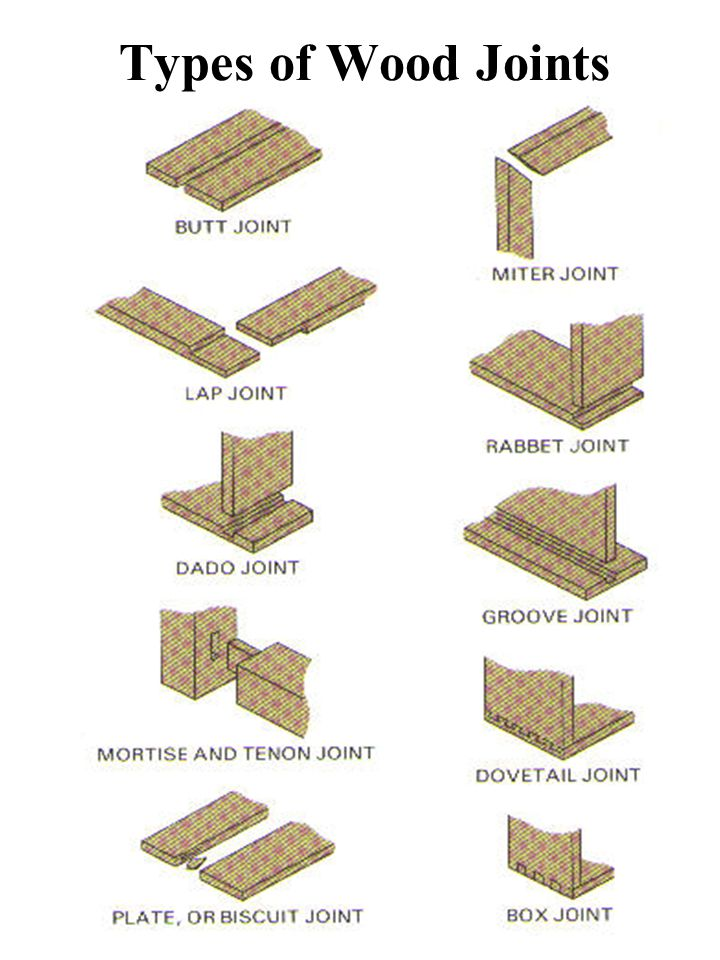 Types of Wood Joints
BUTT JOINT
MITER JOINT
LAP JOINT
RABBET JOINT
DADO JOINT
GROOVE JOINT
MORTISE AND TENON JOINT
DOVETAIL JOINT
PLATE, OR BISCUIT JOINT
BOX JOINT